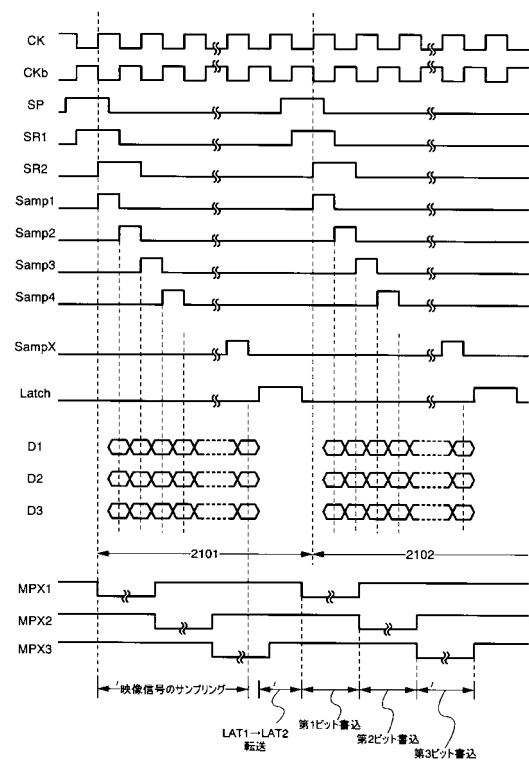 CK
CKb
SP
SR1
SR2
Samp1
Samp2
Samp3
Samp4
SampX
Latch
D1
D2
D3
2101
2102
MPX1
MPX2
MPX3
映像信号のサンプリング
LAT1→LAT2
転送
第1ビット書込
第2ビット書込
第3ビット書込